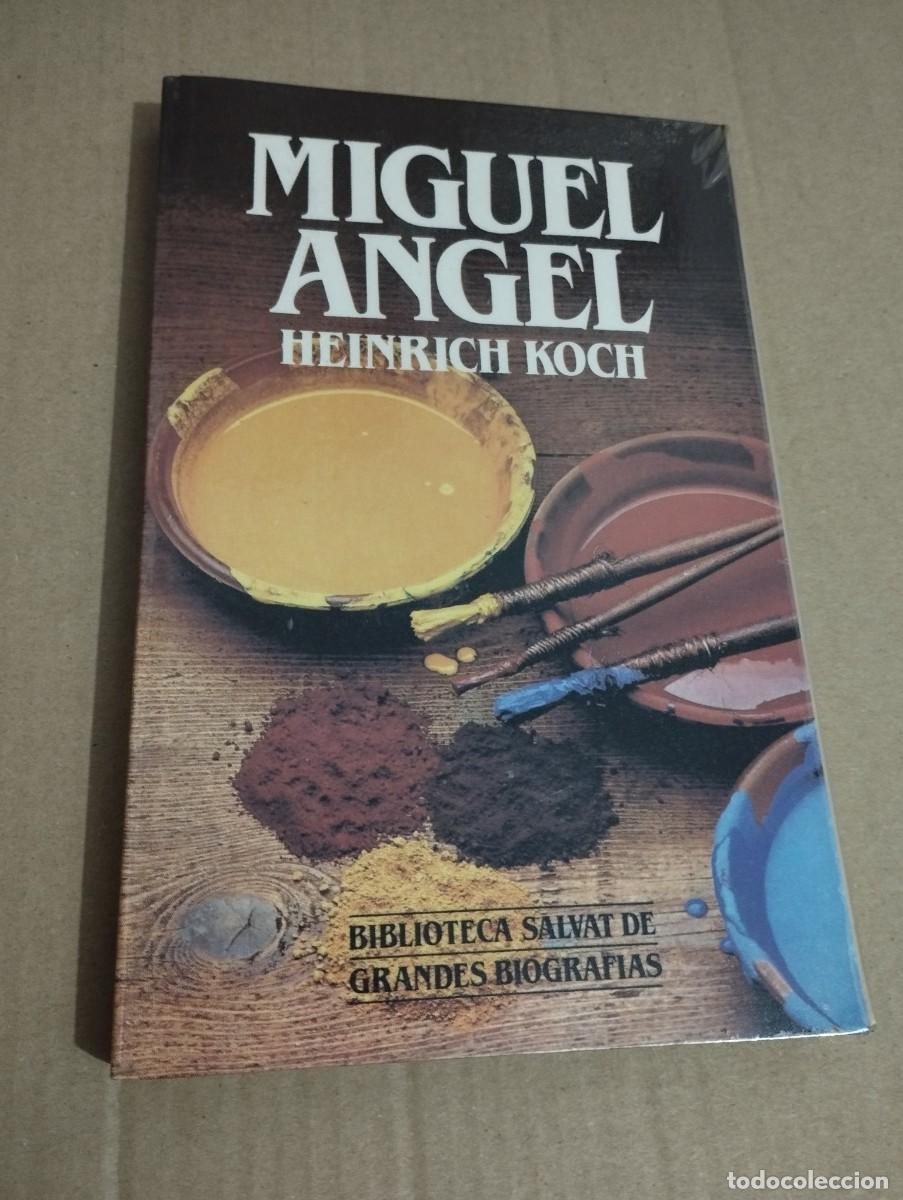 MIGUEL
ANGEL
HEINRICH KOCH
BIBLIOTECA SALVAT DE
GRANDES BIOGRAFIAS
todocoleccion